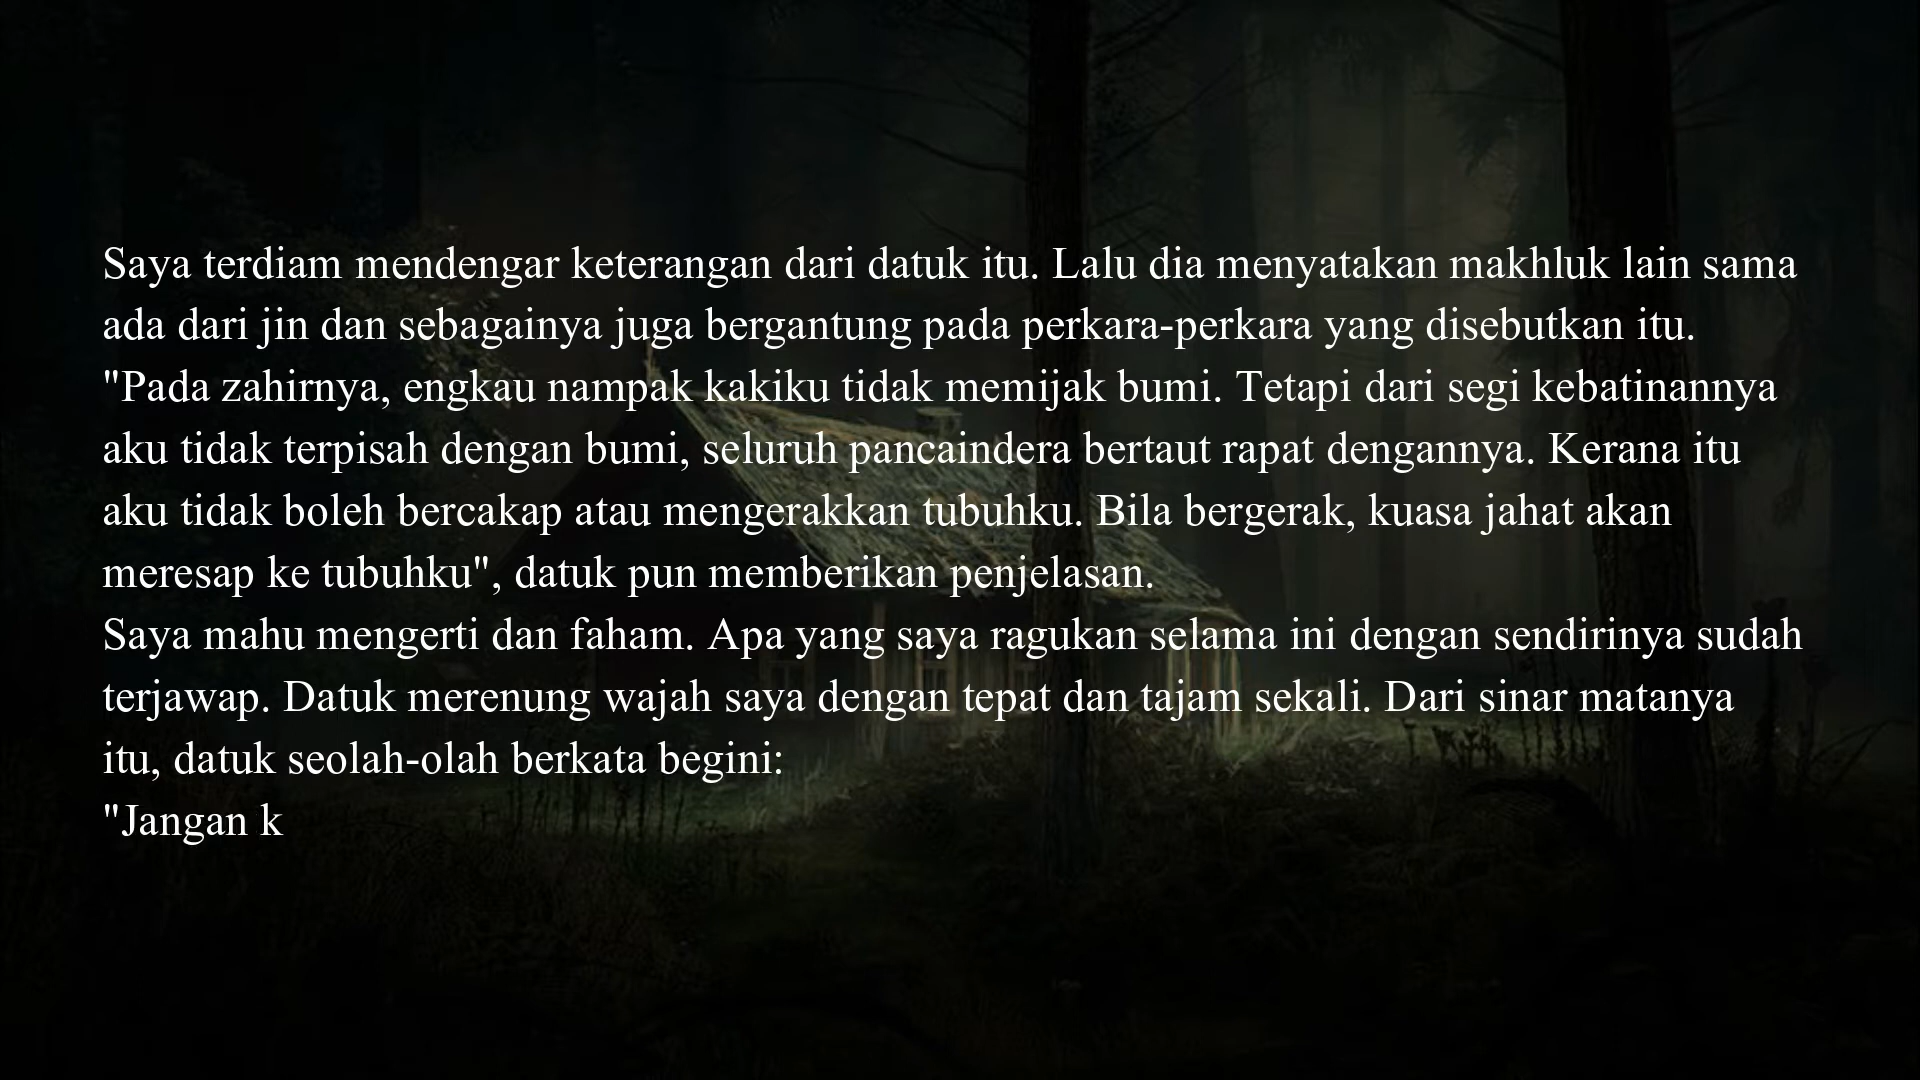 Saya terdiam mendengar keterangan dari datuk itu. Lalu dia menyatakan makhluk lain sama
ada dari jin dan sebagainya juga bergantung pada perkara-perkara yang disebutkan itu.
"Pada zahirnya, engkau nampak kakiku tidak memijak bumi. Tetapi dari segi kebatinannya
aku tidak terpisah dengan bumi, seluruh pancaindera bertaut rapat dengannya. Kerana itu
aku tidak boleh bercakap atau mengerakkan tubuhku. Bila bergerak, kuasa jahat akan
meresap ke tubuhku", datuk pun memberikan penjelasan.
Saya mahu mengerti dan faham. Apa yang saya ragukan selama ini dengan sendirinya sudah
terjawap. Datuk merenung wajah saya dengan tepat dan tajam sekali. Dari sinar matanya
itu, datuk seolah-olah berkata begini:
"Jangan k